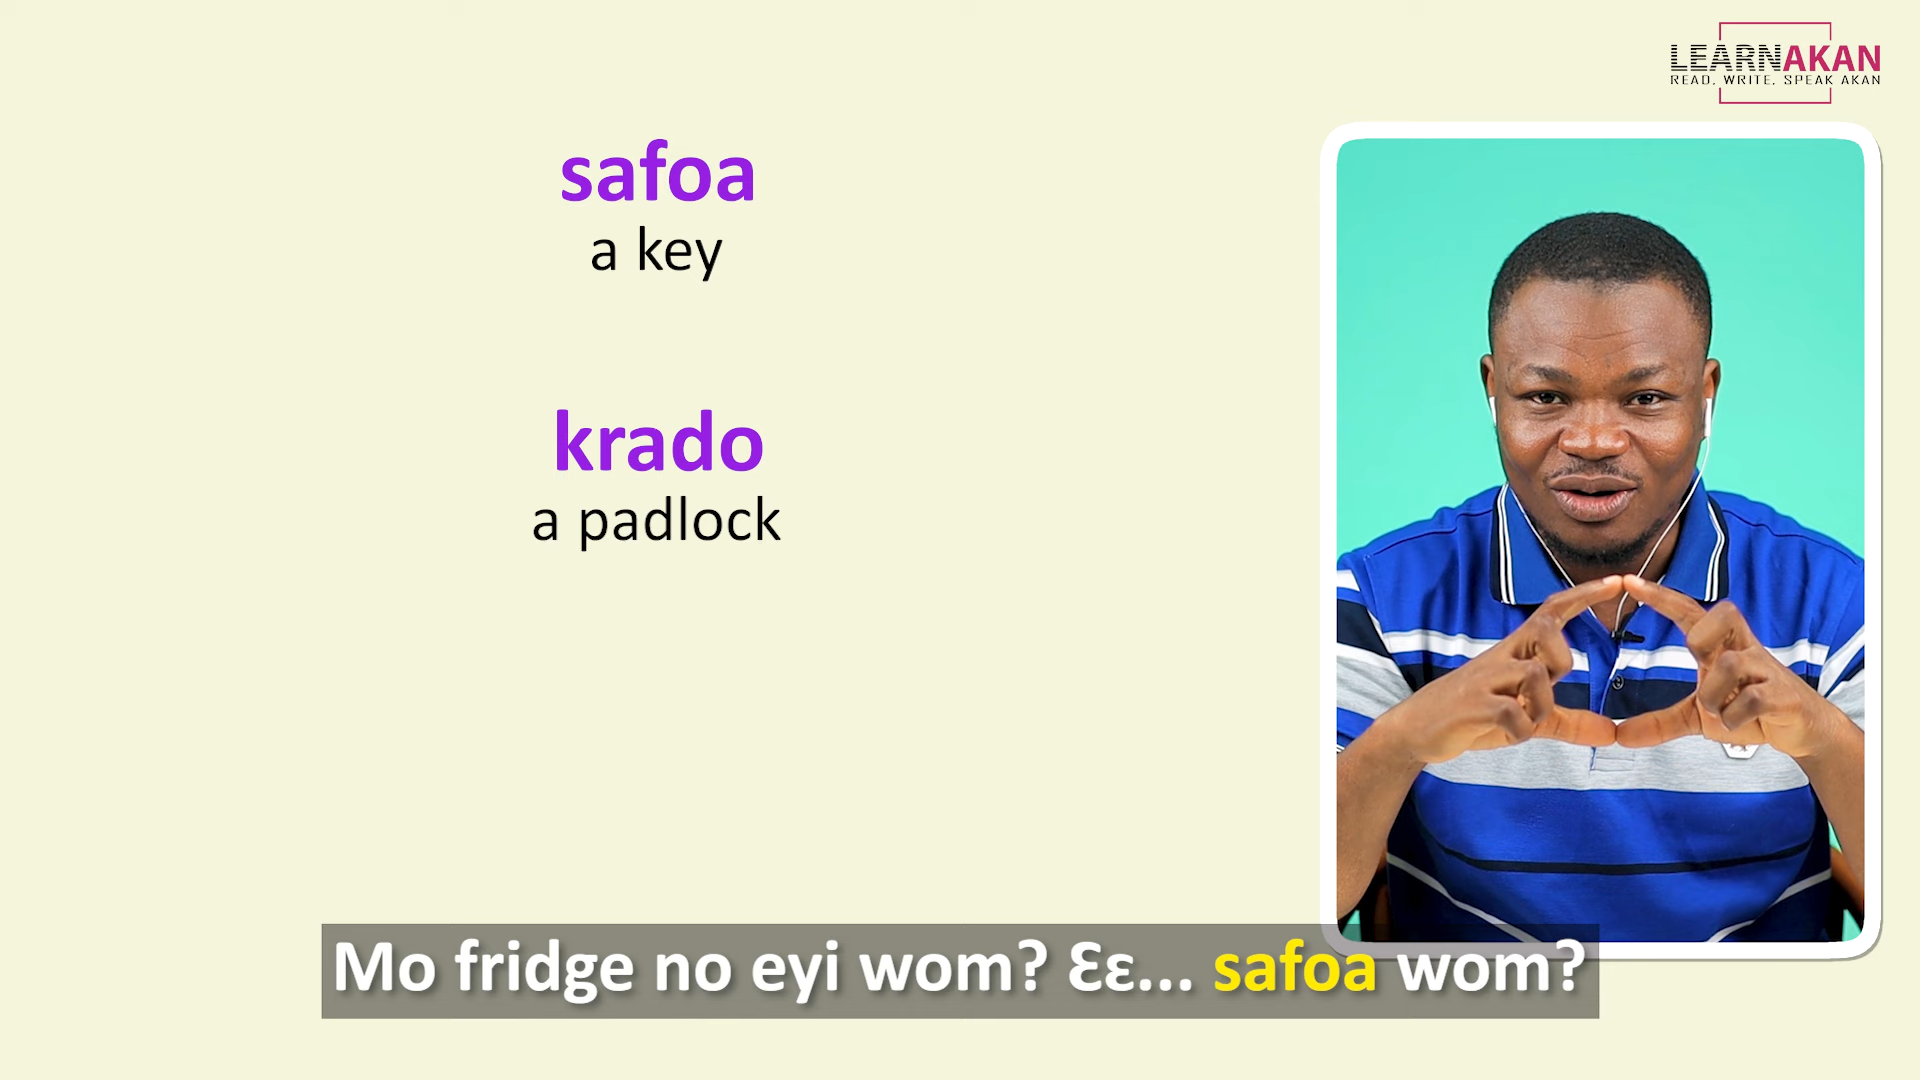 LEARNAKAN
READ, WRITE, SPEAK AKAN
safoa
a key
krado
a padlock
Mo fridge no eyi wom? Ɛɛ... safoa wom?